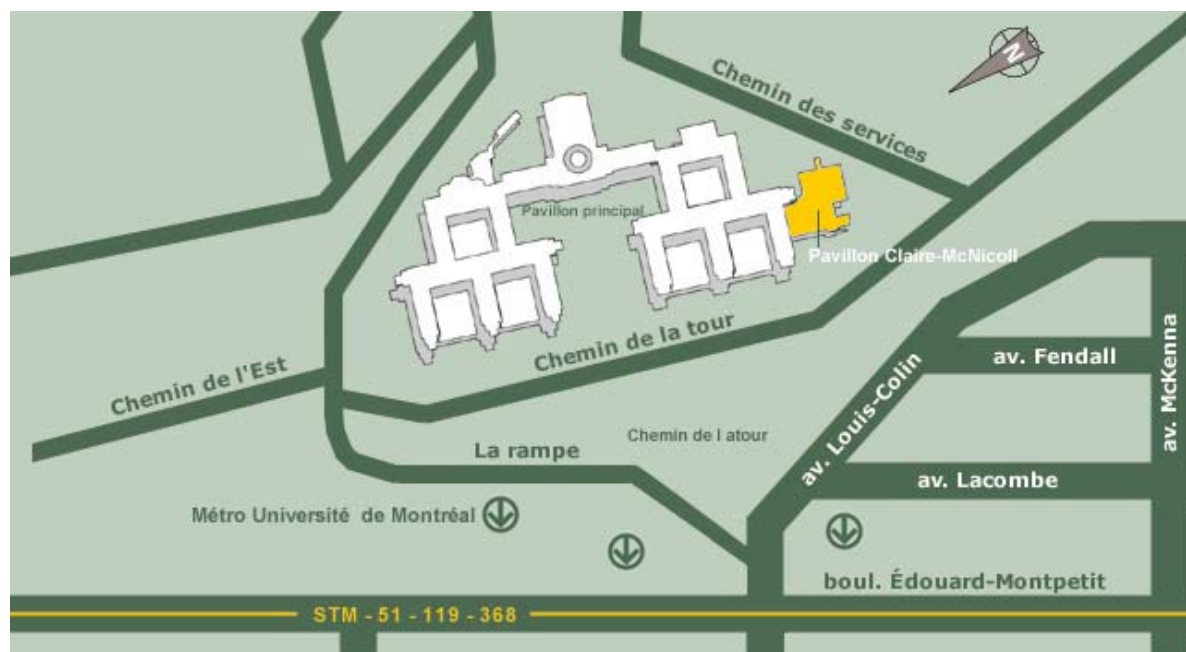 N
Chemin des services
Pavillon principal
Pavillon Claire-McNicoll
Chemin de la tour
Chemin de l'Est
av. Fendall
av. Louis-Colin
av. McKenna
Chemin de l atour
La rampe
av. Lacombe
Métro Université de Montréal
boul. Édouard-Montpetit
STM - 51 - 119 - 368